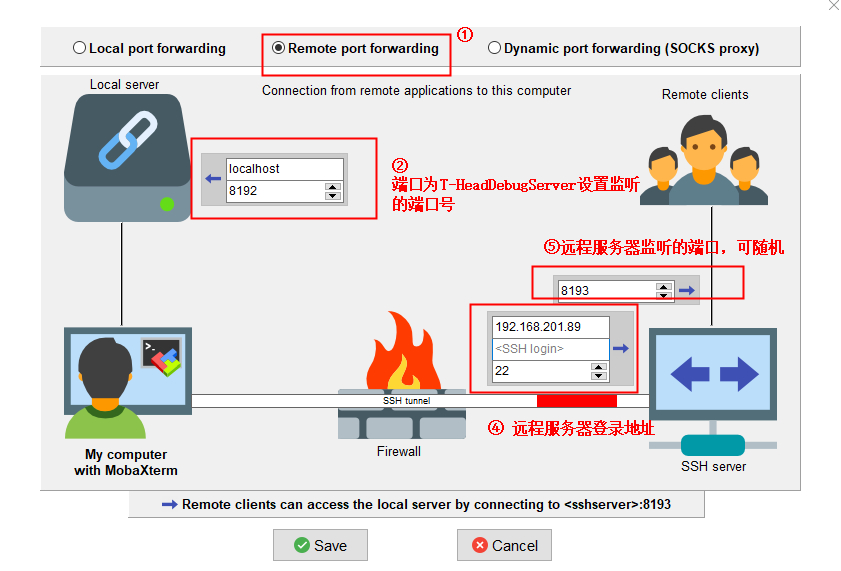 ①
Local port forwarding
Remote port forwarding
Dynamic port forwarding (SOCKS proxy)
Local server
Connection from remote applications to this computer
Remote clients
localhost
8192
②
端口为T-HeadDebugServer设置监听
的端口号
⑤远程服务器监听的端口，可随机
8193
192.168.201.89
<SSH login>
22
>_
SSH tunnel
④ 远程服务器登录地址
Firewall
My computer
with MobaXterm
SSH server
Remote clients can access the local server by connecting to <sshserver>:8193
Save
Cancel